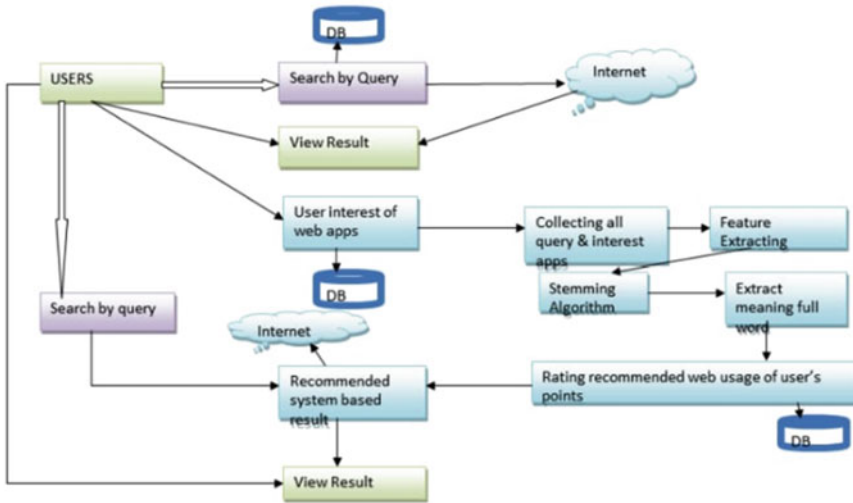 DB
USERS
Search by Query
Internet
View Result
User interest of
web apps
Collecting all
query & interest
apps
Feature
Extracting
DB
Stemming
Algorithm
Extract
meaning full
word
Search by query
Internet
Recommended
system based
result
Rating recommended web usage of user's
points
DB
View Result